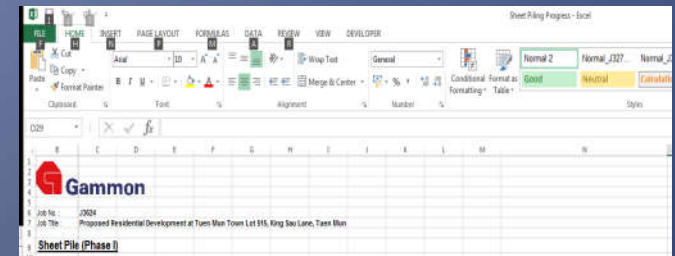 Sheet Piling Progress - Excel
FILE HOME INSERT PAGE LAYOUT FORMULAS DATA REVIEW VIEW DEVELOPER
F H N P M A R W
Cut
Copy
Format Painter
Paste
Arial 10
Wrap Text
Merge & Center
General
Conditional Formatting
Format as Table
Normal 2 Normal_J327...
Good Neutral Calculation
Clipboard Font Alignment Number Styles
O29
Gammon
Job No. : J3624
Job Title : Proposed Residential Development at Tuen Mun Town Lot 515, King Sau Lane, Tuen Mun
Sheet Pile (Phase I)